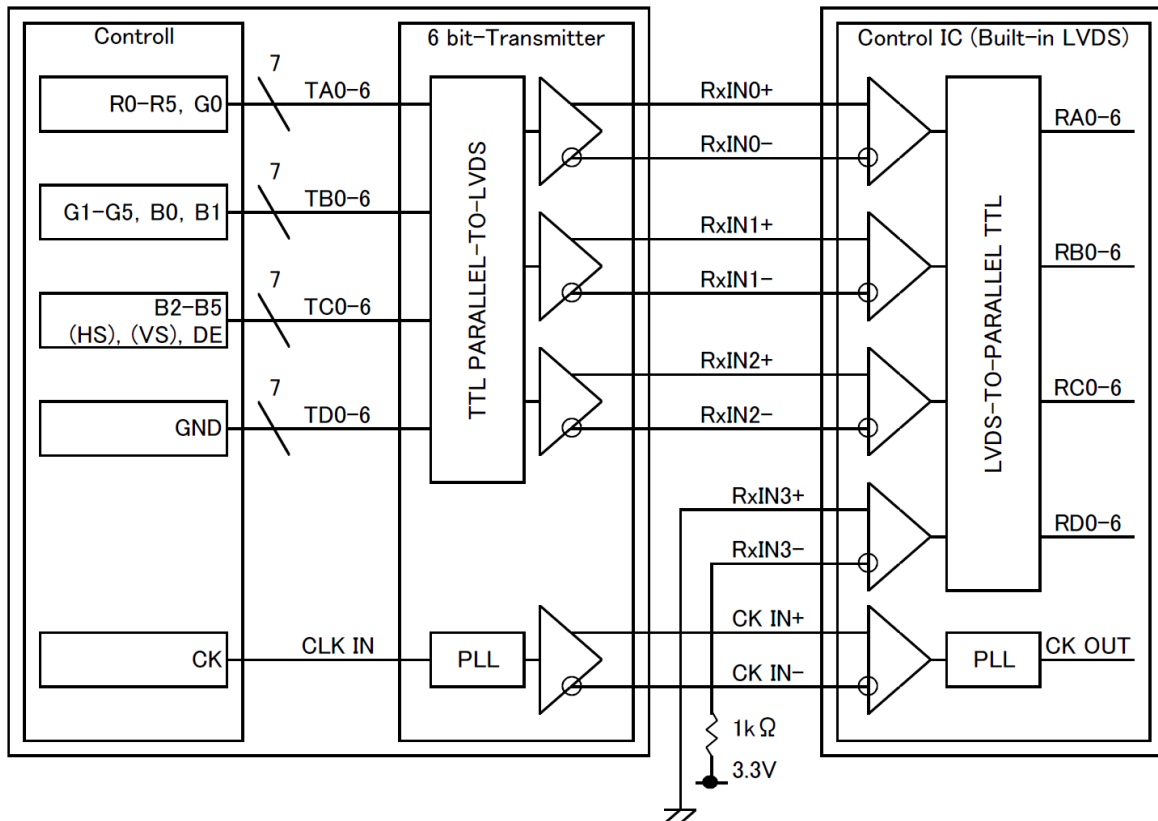 Controll
6 bit-Transmitter
Control IC (Built-in LVDS)
R0-R5, G0
7
TA0-6
RxIN0+
RxIN0-
RA0-6
G1-G5, B0, B1
7
TB0-6
RxIN1+
RxIN1-
RB0-6
B2-B5
(HS), (VS), DE
7
TC0-6
RxIN2+
RxIN2-
RC0-6
GND
7
TD0-6
TTL PARALLEL-TO-LVDS
LVDS-TO-PARALLEL TTL
RxIN3+
RxIN3-
RD0-6
CK
CLK IN
PLL
CK IN+
CK IN-
PLL
CK OUT
1kΩ
3.3V